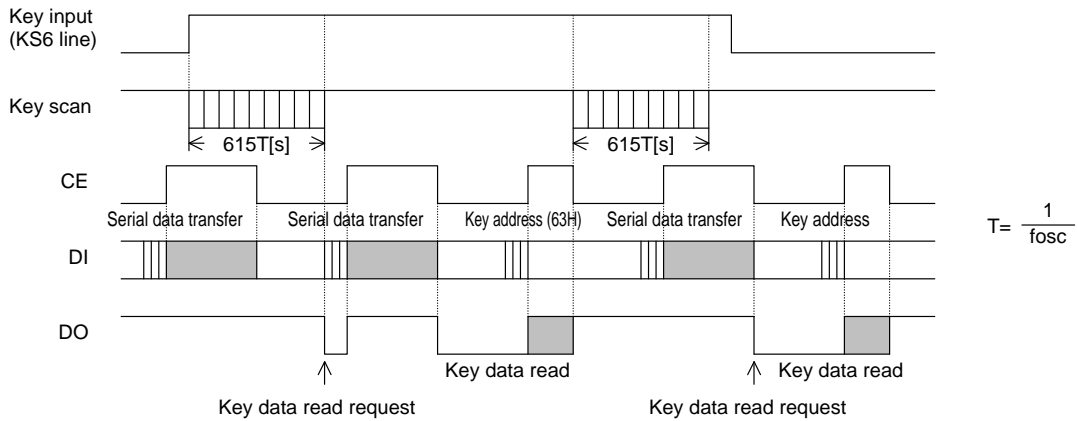 Key input
(KS6 line)
Key scan
615T[s]
615T[s]
CE
Serial data transfer
Serial data transfer
Key address (63H)
Serial data transfer
Key address
T= 1
fosc
DI
DO
Key data read
Key data read
Key data read request
Key data read request